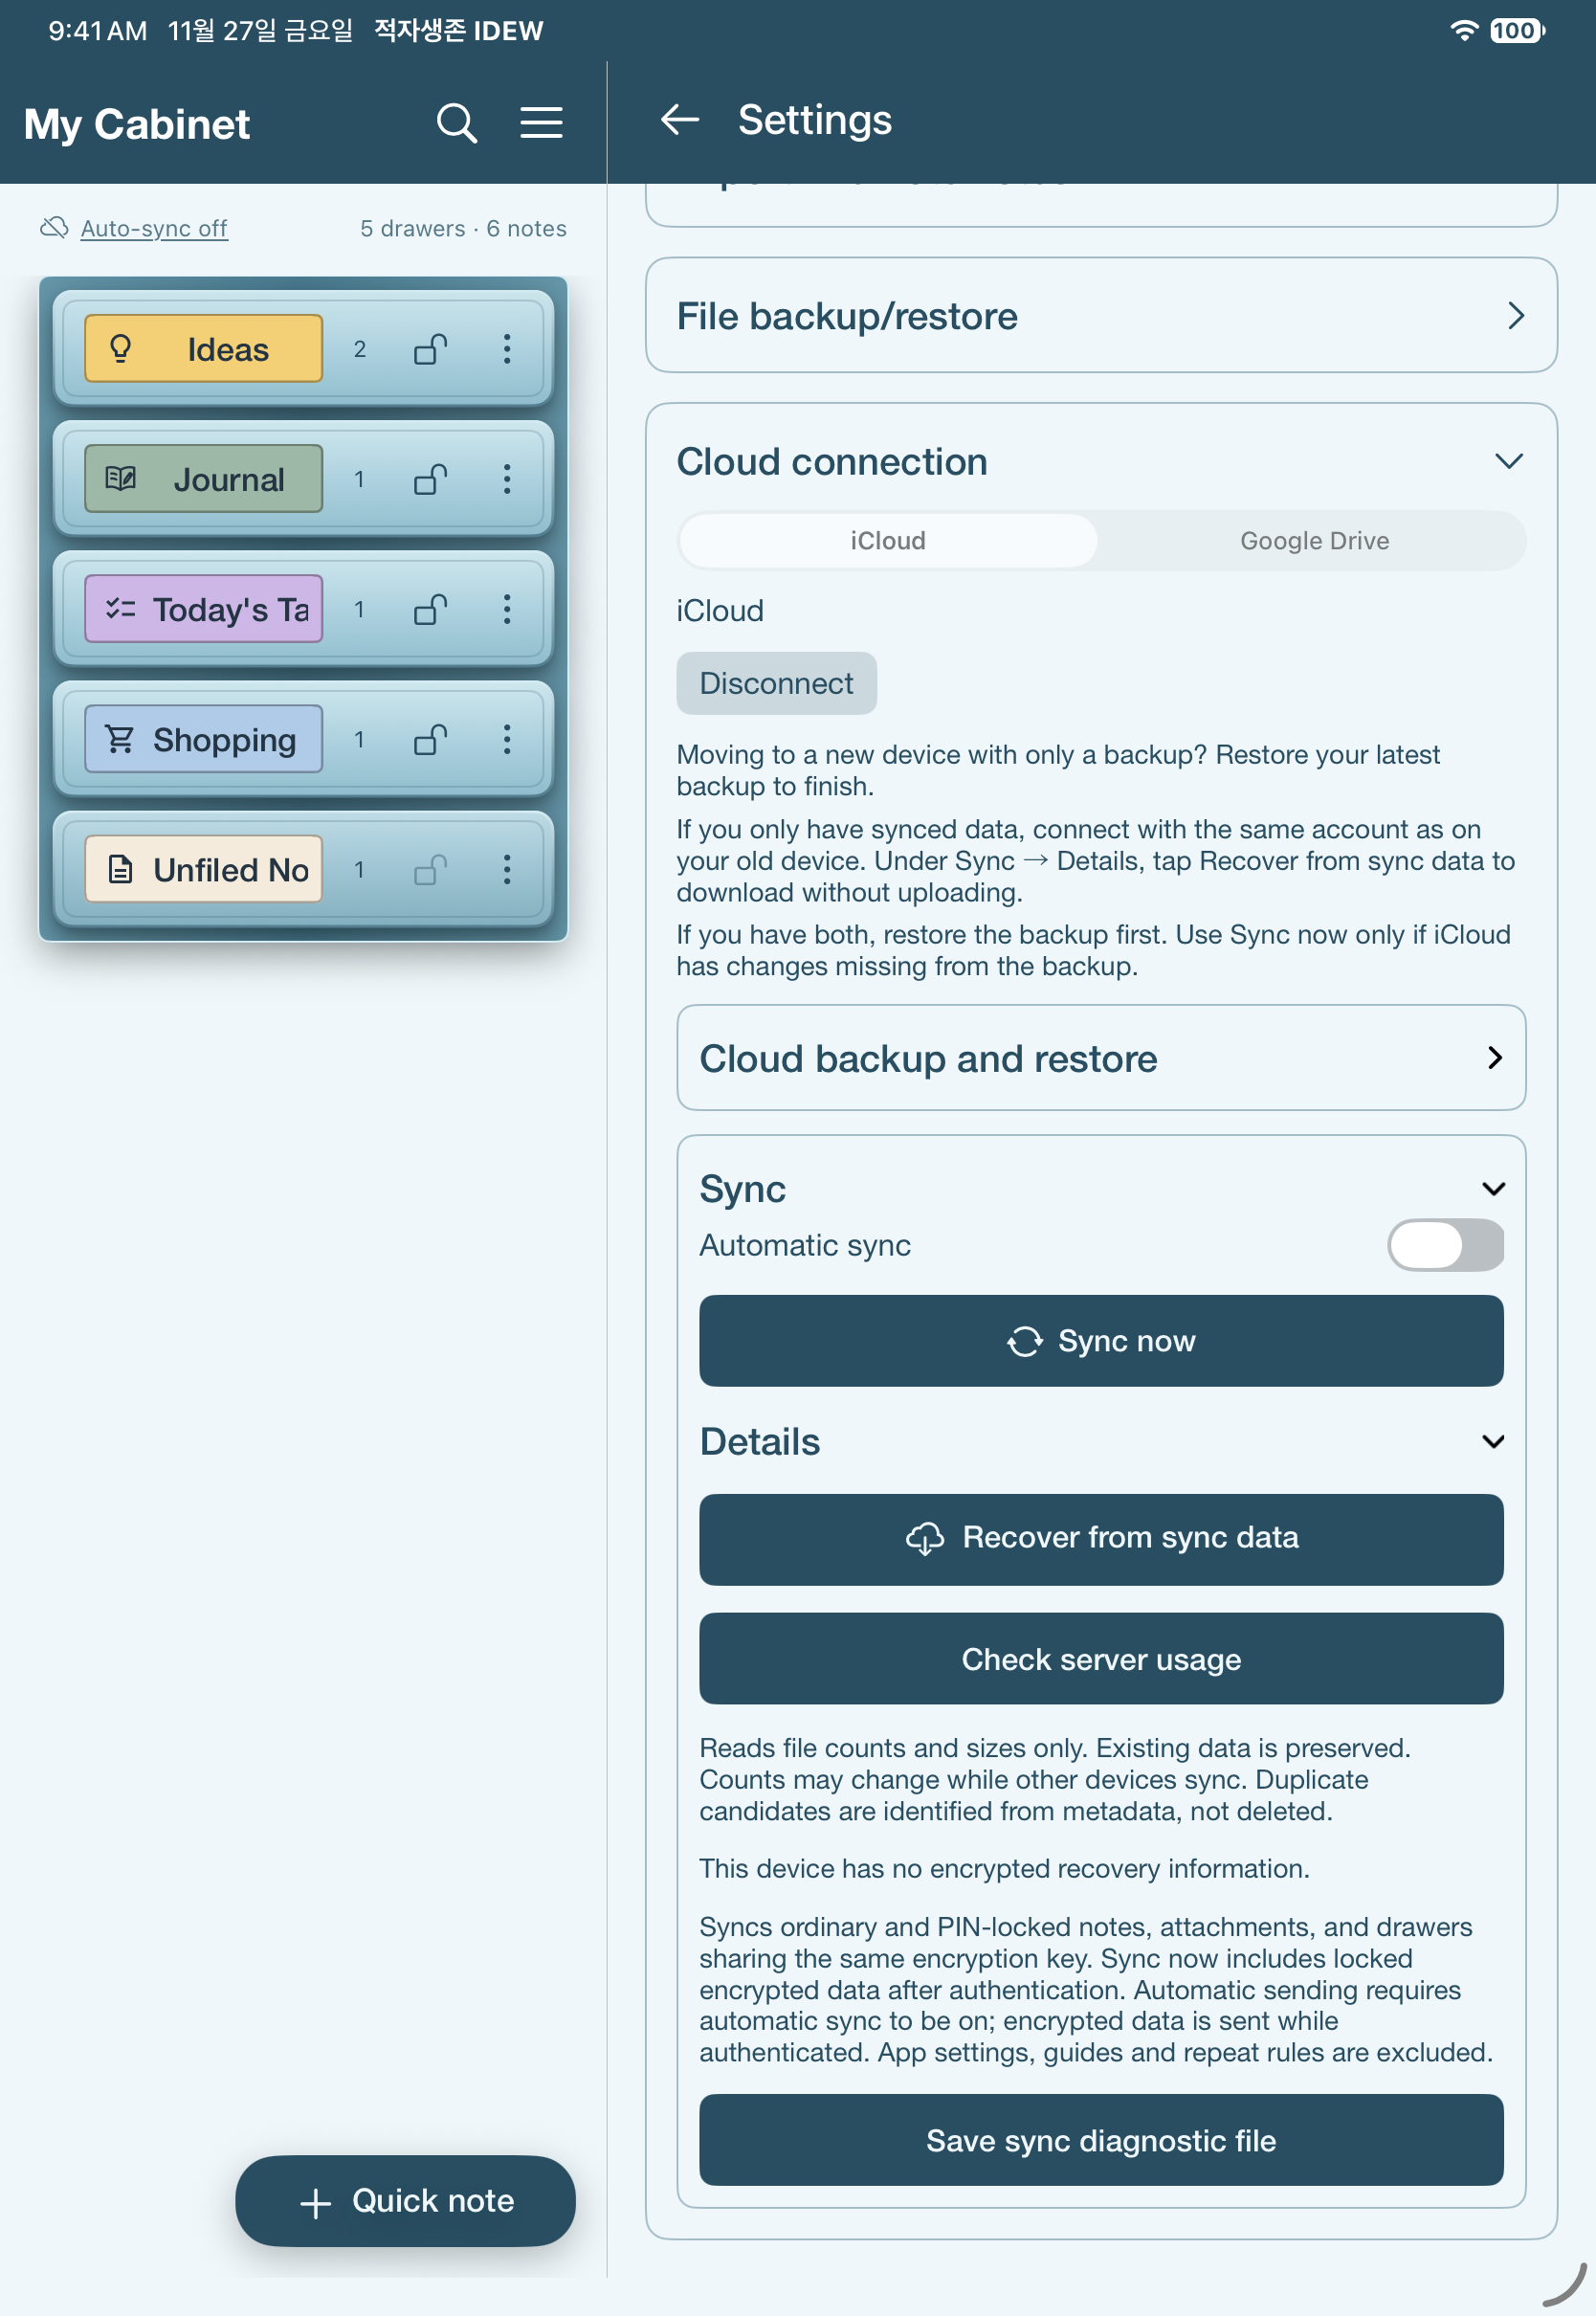 9:41 AM 11월 27일 금요일 적자생존 IDEW
100
My Cabinet
Settings
Auto-sync off
5 drawers · 6 notes
Ideas
2
Journal
1
Today's Ta
1
Shopping
1
Unfiled No
1
Quick note
File backup/restore
Cloud connection
iCloud
Google Drive
iCloud
Disconnect
Moving to a new device with only a backup? Restore your latest
backup to finish.
If you only have synced data, connect with the same account as on
your old device. Under Sync → Details, tap Recover from sync data to
download without uploading.
If you have both, restore the backup first. Use Sync now only if iCloud
has changes missing from the backup.
Cloud backup and restore
Sync
Automatic sync
Sync now
Details
Recover from sync data
Check server usage
Reads file counts and sizes only. Existing data is preserved.
Counts may change while other devices sync. Duplicate
candidates are identified from metadata, not deleted.
This device has no encrypted recovery information.
Syncs ordinary and PIN-locked notes, attachments, and drawers
sharing the same encryption key. Sync now includes locked
encrypted data after authentication. Automatic sending requires
automatic sync to be on; encrypted data is sent while
authenticated. App settings, guides and repeat rules are excluded.
Save sync diagnostic file